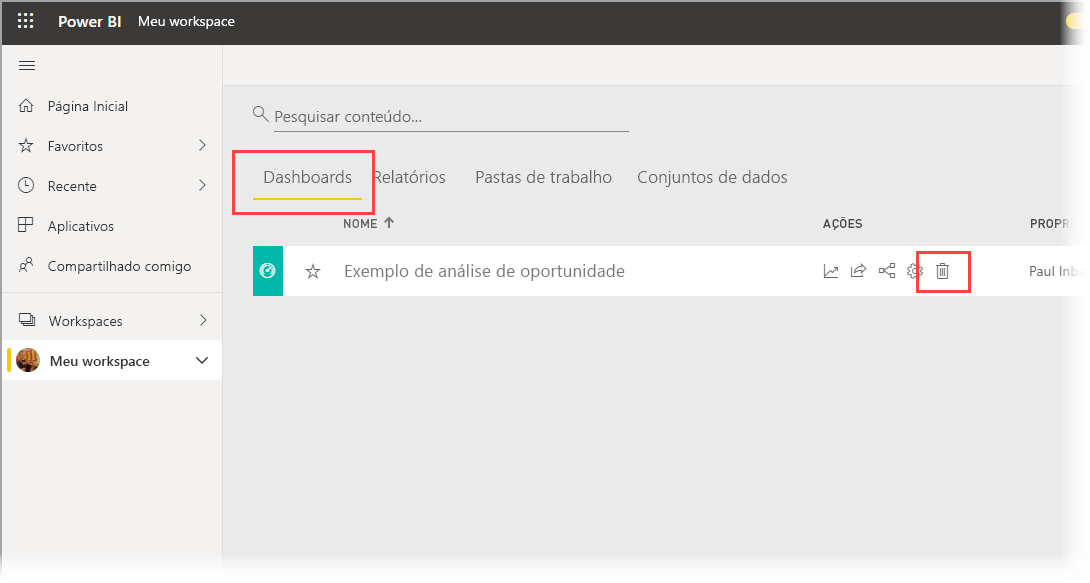 Power BI Meu workspace
Página Inicial
Favoritos
Recente
Aplicativos
Compartilhado comigo
Workspaces
Meu workspace
Pesquisar conteúdo...
Dashboards Relatórios Pastas de trabalho Conjuntos de dados
NOME AÇÕES PROPRI
Exemplo de análise de oportunidade Paul Inba